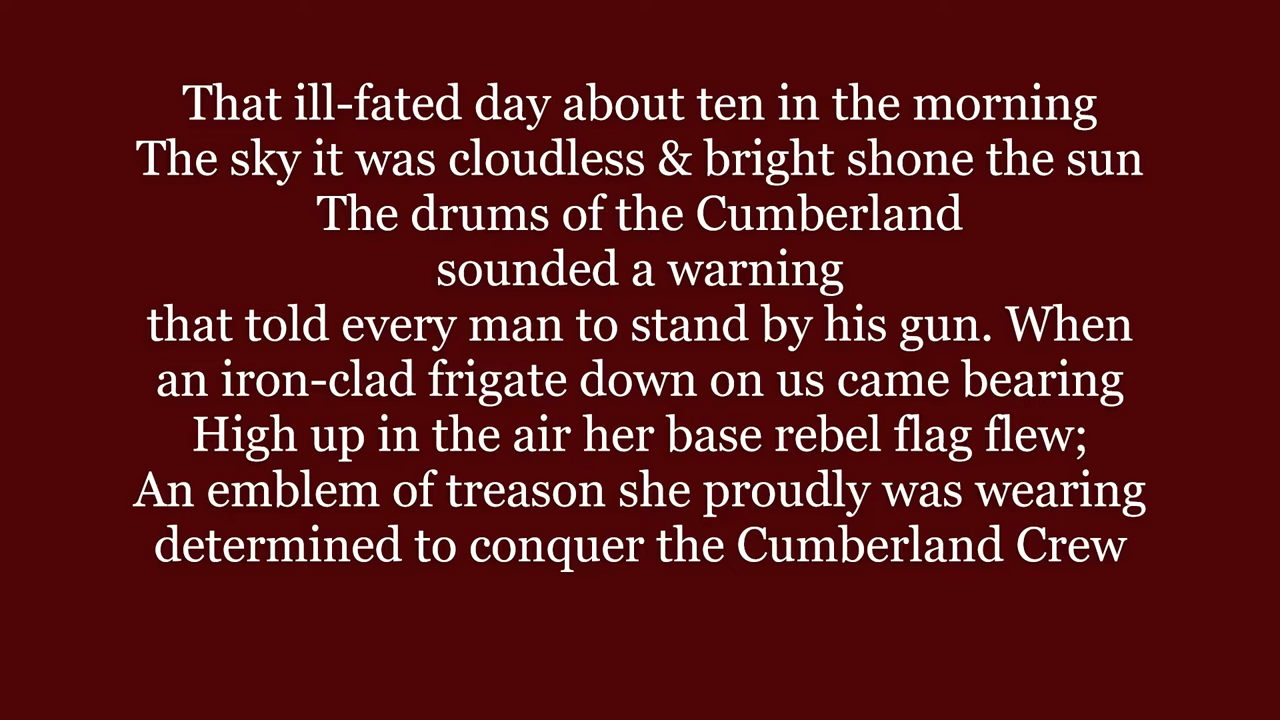 That ill-fated day about ten in the morning
The sky it was cloudless & bright shone the sun
The drums of the Cumberland
sounded a warning
that told every man to stand by his gun. When
an iron-clad frigate down on us came bearing
High up in the air her base rebel flag flew;
An emblem of treason she proudly was wearing
determined to conquer the Cumberland Crew